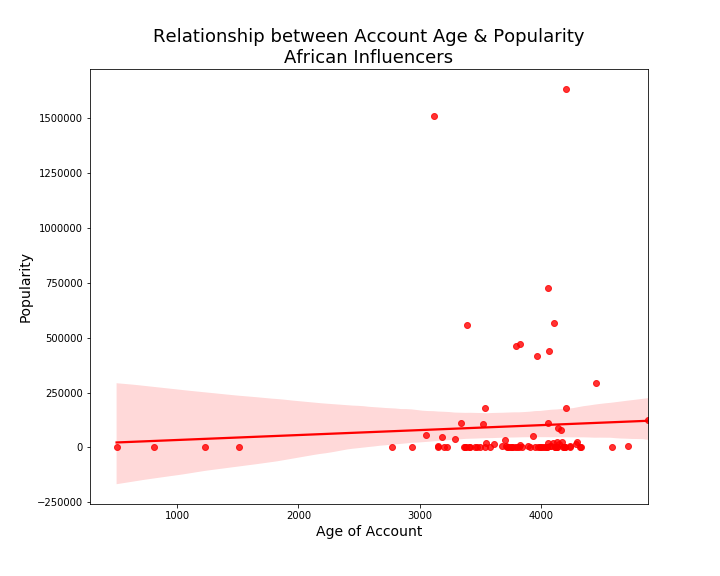 Relationship between Account Age & Popularity
African Influencers
1500000
1250000
1000000
750000
500000
250000
0
−250000
Popularity
1000 2000 3000 4000
Age of Account